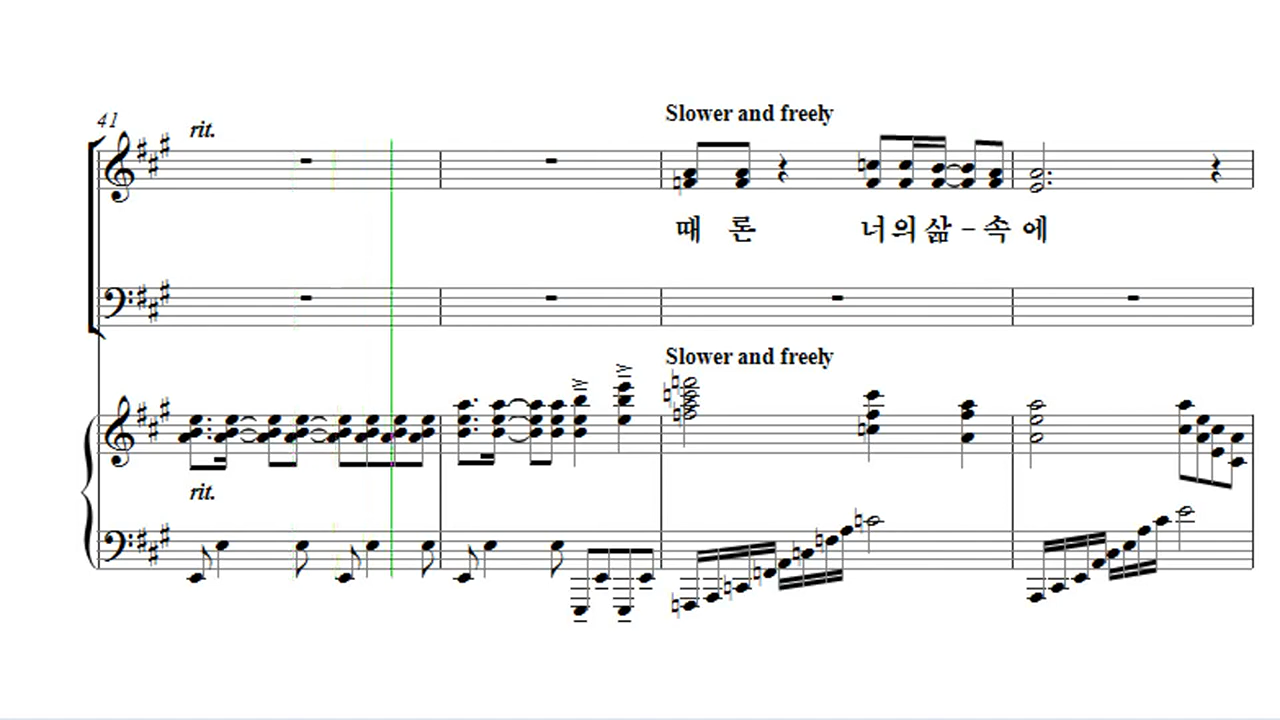 41
rit.
Slower and freely
때 론 너의 삶 - 속 에
Slower and freely
rit.